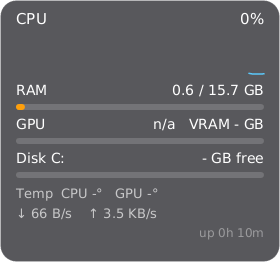 CPU 0%
RAM 0.6 / 15.7 GB
GPU n/a VRAM - GB
Disk C: - GB free
Temp CPU -° GPU -°
↓ 66 B/s ↑ 3.5 KB/s
up 0h 10m